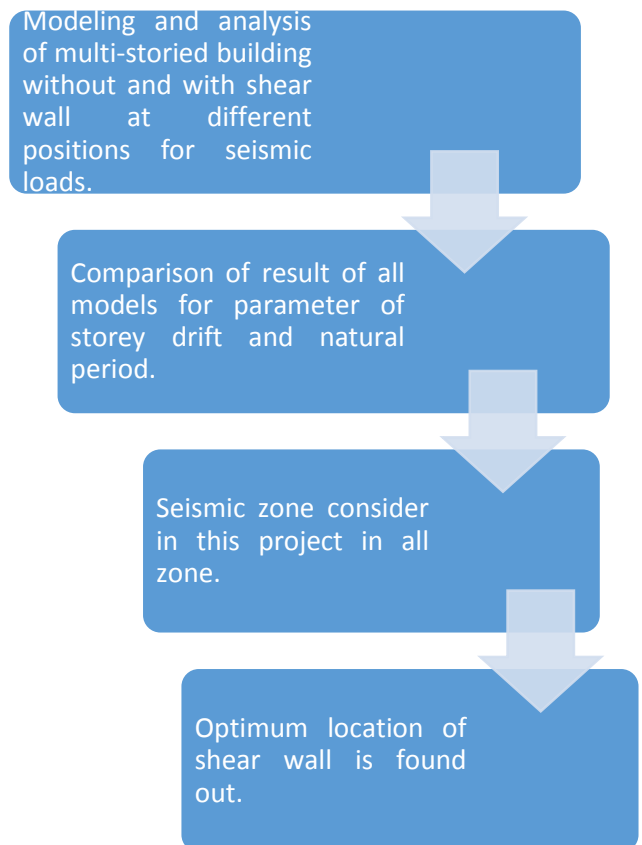 Modeling and analysis
of multi-storied building
without and with shear
wall at different
positions for seismic
loads.
Comparison of result of all
models for parameter of
storey drift and natural
period.
Seismic zone consider
in this project in all
zone.
Optimum location of
shear wall is found
out.